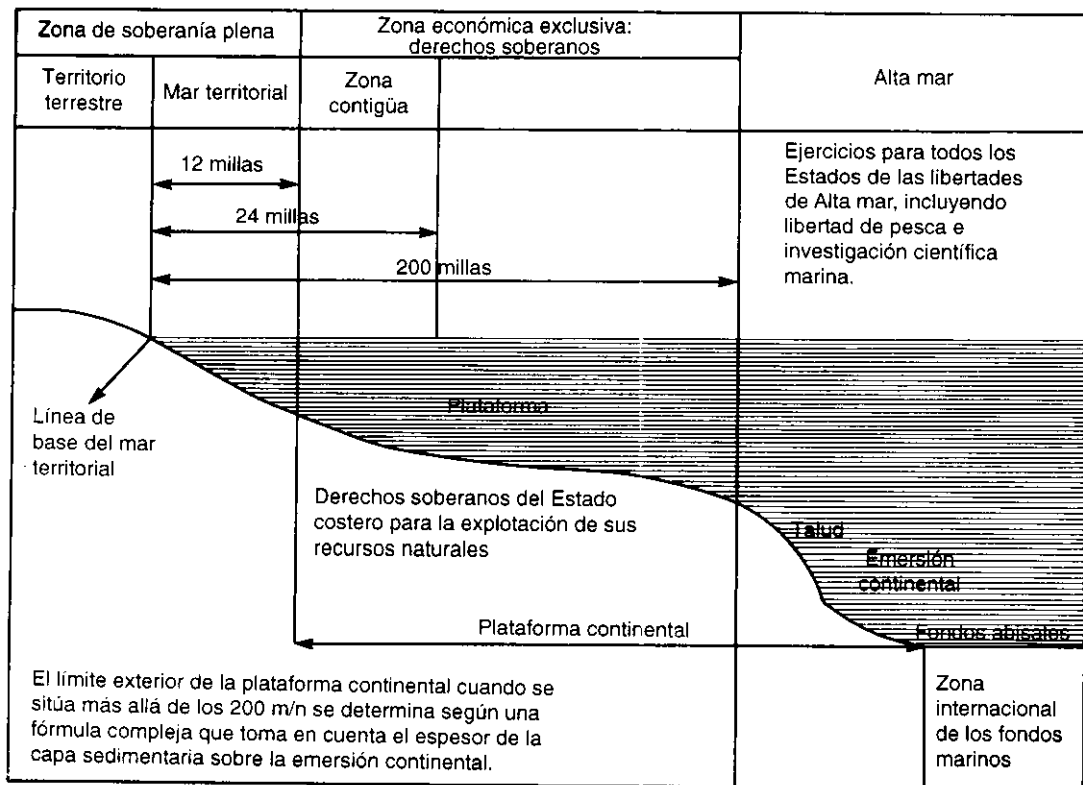 Zona de soberanía plena
Zona económica exclusiva:
derechos soberanos
Alta mar
Territorio
terrestre
Mar territorial
Zona
contigüa
12 millas
24 millas
200 millas
Ejercicios para todos los
Estados de las libertades
de Alta mar, incluyendo
libertad de pesca e
investigación científica
marina.
Línea de
base del mar
territorial
Plataforma
Derechos soberanos del Estado
costero para la explotación de sus
recursos naturales
Talud
Emersión
continental
Plataforma continental
Fondos abisales
El límite exterior de la plataforma continental cuando se
sitúa más allá de los 200 m/n se determina según una
fórmula compleja que toma en cuenta el espesor de la
capa sedimentaria sobre la emersión continental.
Zona
internacional
de los fondos
marinos